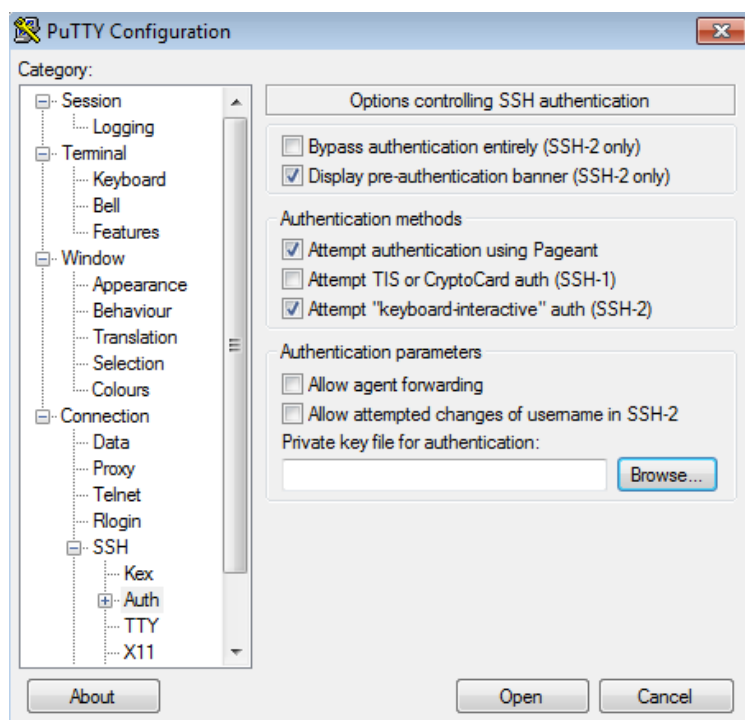 PuTTY Configuration
Category:
Session
Logging
Terminal
Keyboard
Bell
Features
Window
Appearance
Behaviour
Translation
Selection
Colours
Connection
Data
Proxy
Telnet
Rlogin
SSH
Kex
Auth
TTY
X11
Options controlling SSH authentication
Bypass authentication entirely (SSH-2 only)
Display pre-authentication banner (SSH-2 only)
Authentication methods
Attempt authentication using Pageant
Attempt TIS or CryptoCard auth (SSH-1)
Attempt "keyboard-interactive" auth (SSH-2)
Authentication parameters
Allow agent forwarding
Allow attempted changes of username in SSH-2
Private key file for authentication:
Browse...
About
Open
Cancel